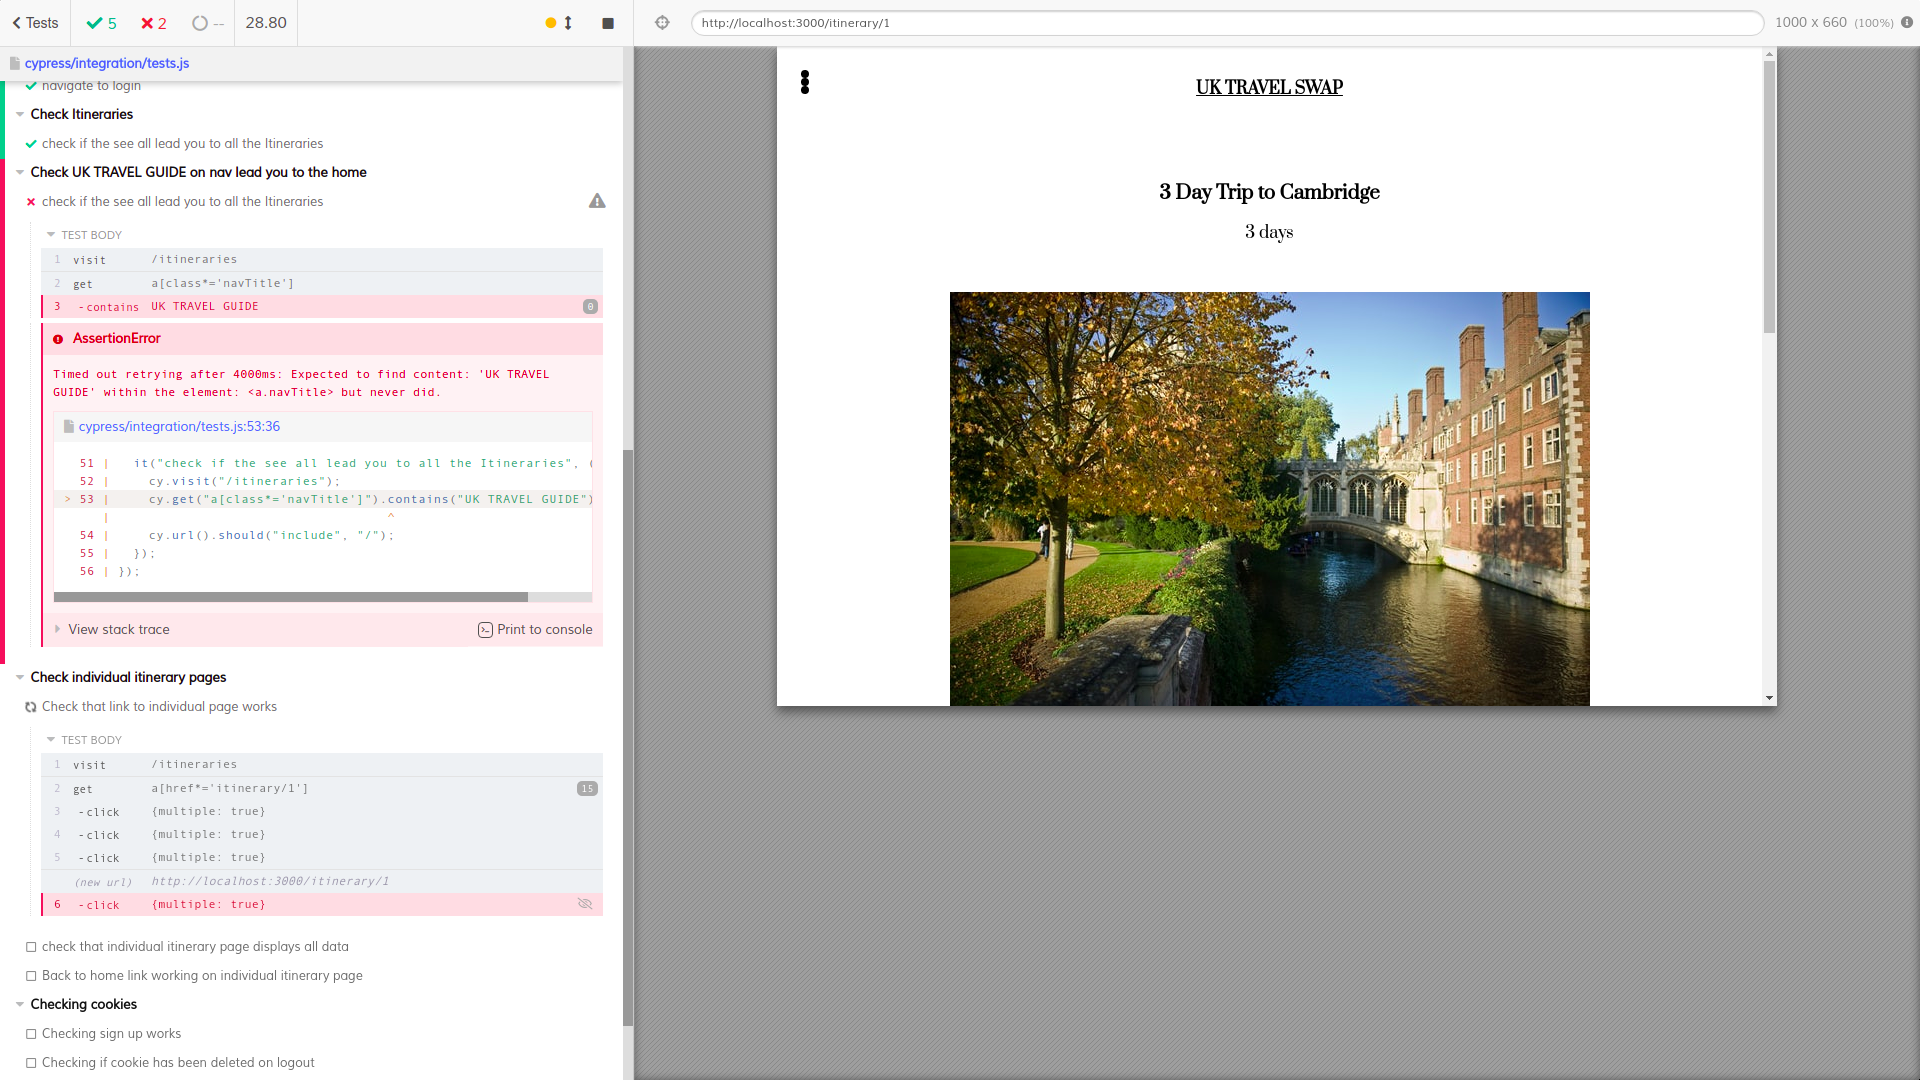 Tests
5
2
--
28.80
http://localhost:3000/itinerary/1
1000 x 660 (100%)
cypress/integration/tests.js
navigate to login
Check Itineraries
check if the see all lead you to all the Itineraries
Check UK TRAVEL GUIDE on nav lead you to the home
check if the see all lead you to all the Itineraries
TEST BODY
1 visit /itineraries
2 get a[class*='navTitle']
3 -contains UK TRAVEL GUIDE 0
AssertionError
Timed out retrying after 4000ms: Expected to find content: 'UK TRAVEL
GUIDE' within the element: <a.navTitle> but never did.
cypress/integration/tests.js:53:36
51 | it("check if the see all lead you to all the Itineraries", (
52 | cy.visit("/itineraries");
> 53 | cy.get("a[class*='navTitle']").contains("UK TRAVEL GUIDE")
| ^
54 | cy.url().should("include", "/");
55 | });
56 | });
View stack trace
Print to console
Check individual itinerary pages
Check that link to individual page works
TEST BODY
1 visit /itineraries
2 get a[href*='itinerary/1'] 15
3 -click {multiple: true}
4 -click {multiple: true}
5 -click {multiple: true}
(new url) http://localhost:3000/itinerary/1
6 -click {multiple: true}
check that individual itinerary page displays all data
Back to home link working on individual itinerary page
Checking cookies
Checking sign up works
Checking if cookie has been deleted on logout
UK TRAVEL SWAP
3 Day Trip to Cambridge
3 days